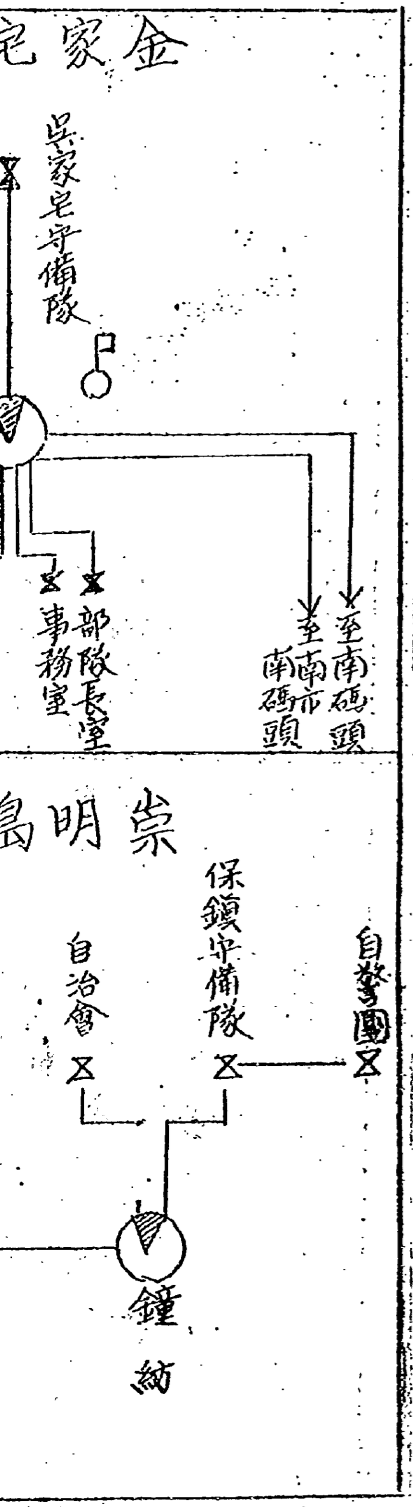 金家宅
吳家宅守備隊
至南碼頭
至南市
南碼頭
部隊長室
事務室
崇明島
自警團
保鎮守備隊
自治會
鐘紡